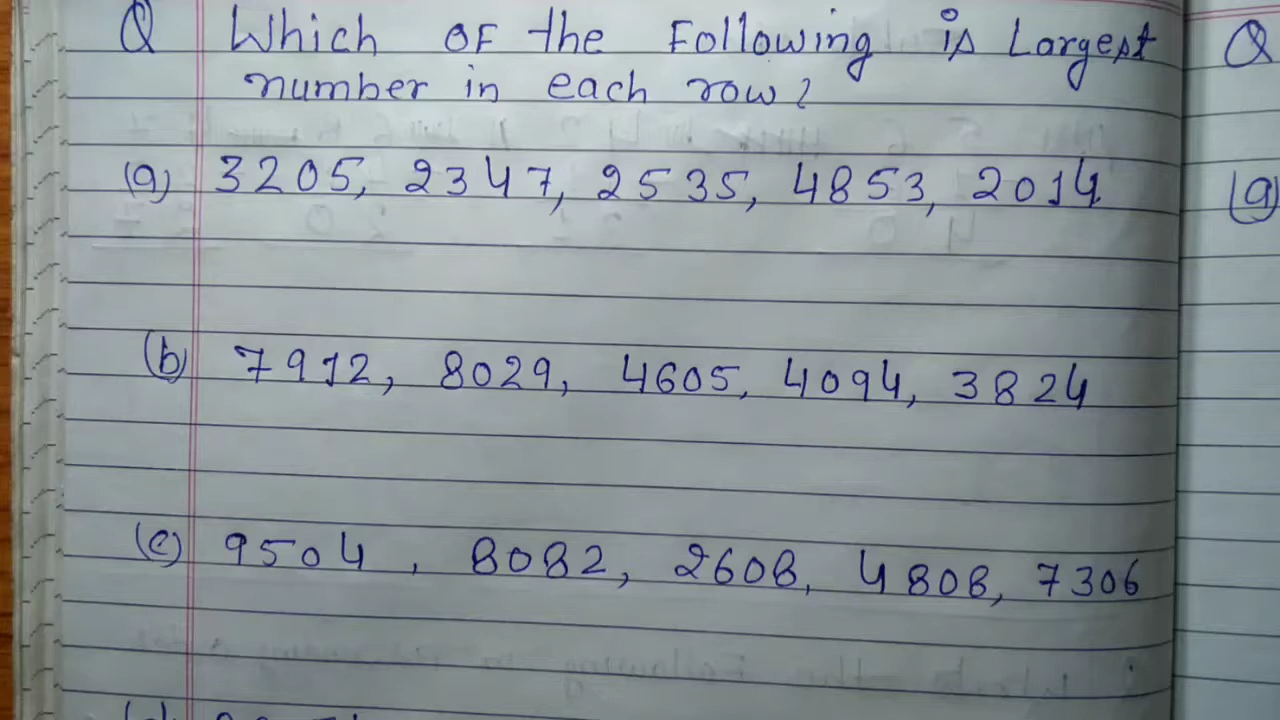 Q Which OF the Following is Largest
number in each row?
(a) 3205, 2347, 2535, 4853, 2014
(b) 7912, 8029, 4605, 4094, 3824
(c) 9504, 8082, 2608, 4808, 7306
Q
(a)